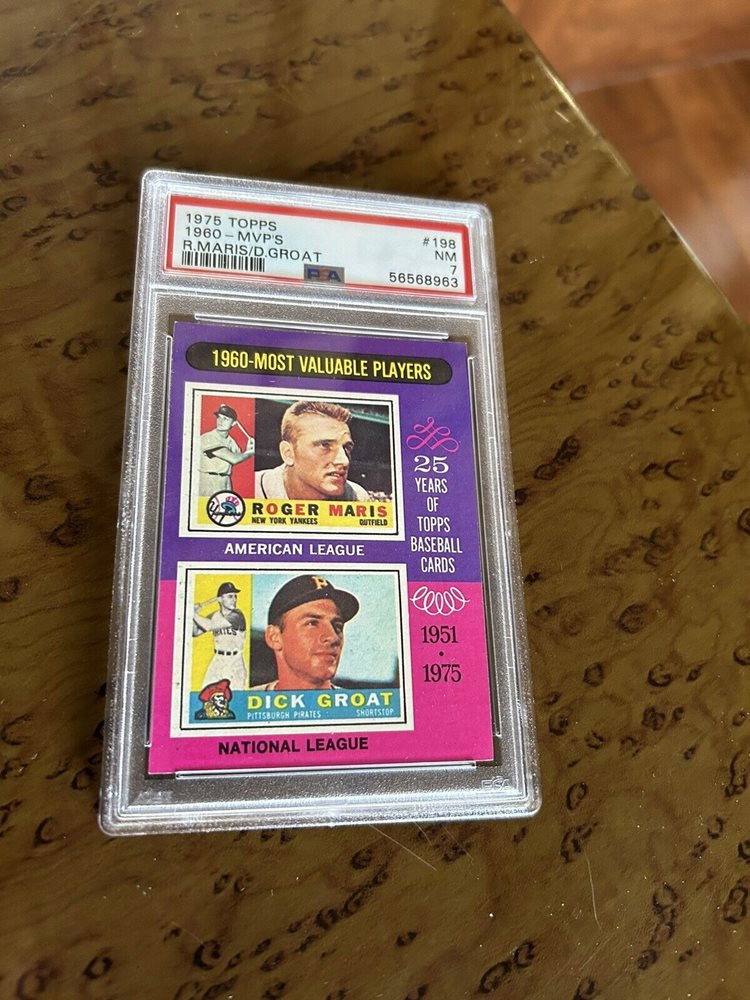 1975 TOPPS
1960-MVP'S
R.MARIS/D.GROAT
#198
NM
7
56568963
PSA
1960-MOST VALUABLE PLAYERS
ROGER MARIS
NEW YORK YANKEES OUTFIELD
AMERICAN LEAGUE
25
YEARS
OF
TOPPS
BASEBALL
CARDS
1951
•
1975
DICK GROAT
PITTSBURGH PIRATES SHORTSTOP
NATIONAL LEAGUE